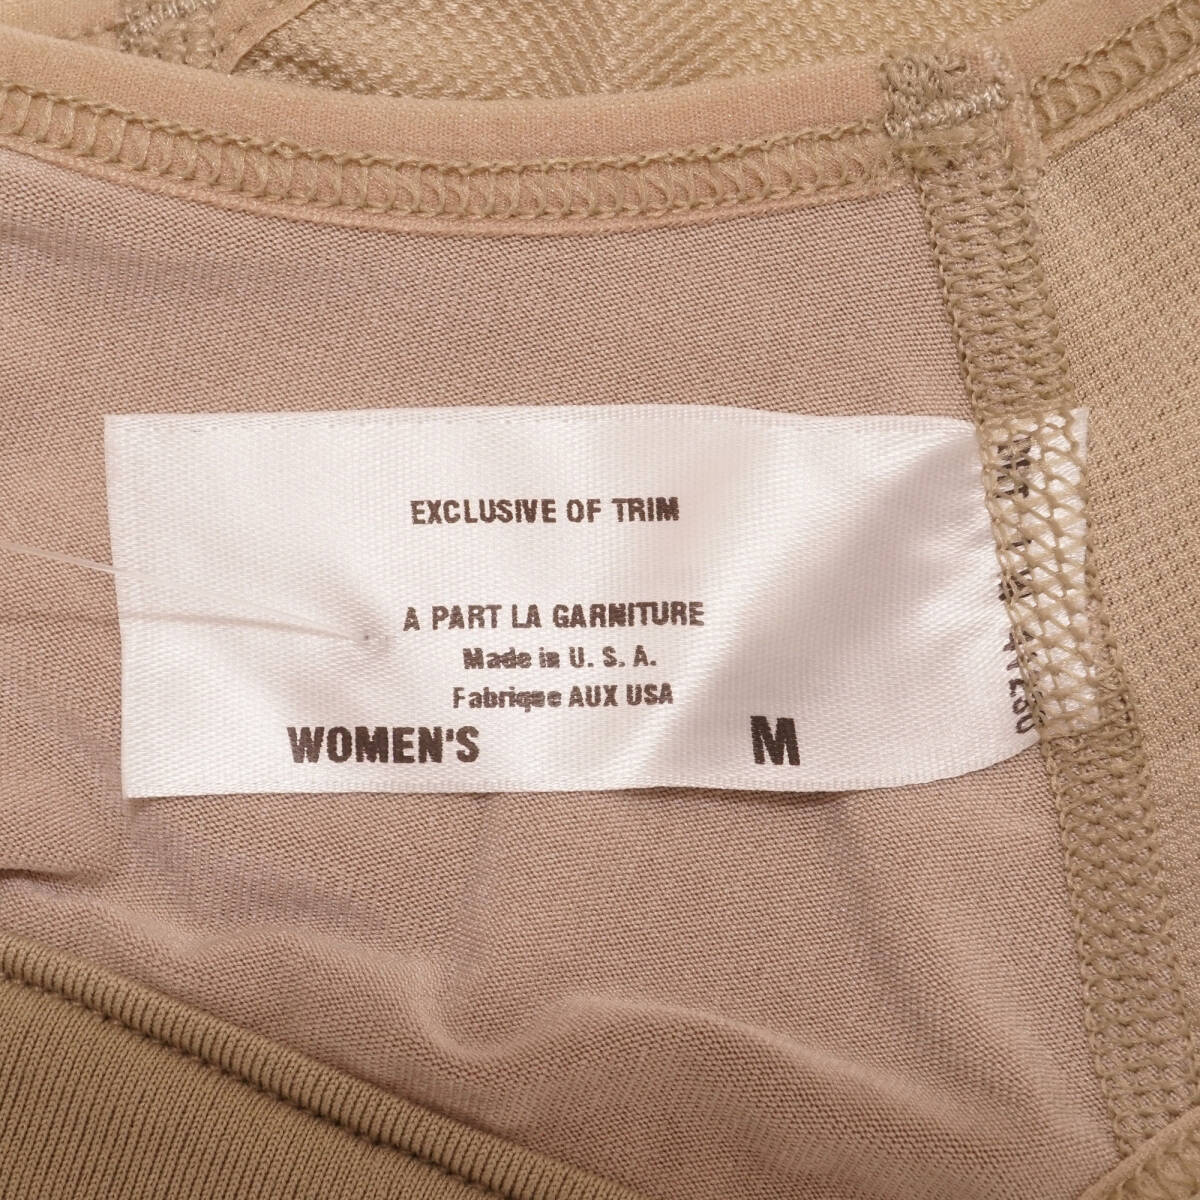 EXCLUSIVE OF TRIM
A PART LA GARNITURE
Made in U. S. A.
Fabrique AUX USA
WOMEN'S M